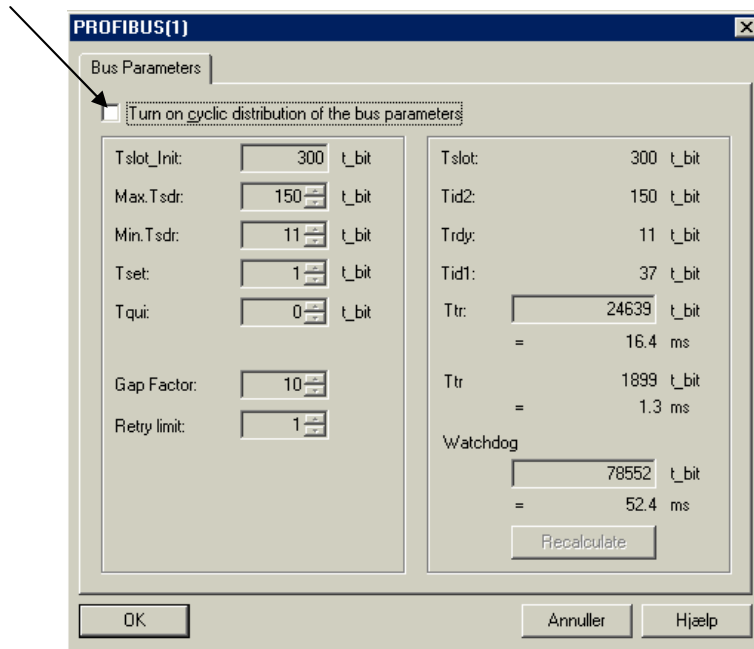 PROFIBUS(1)
Bus Parameters
Turn on cyclic distribution of the bus parameters
Tslot_Init: 300 t_bit
Max.Tsdr: 150 t_bit
Min.Tsdr: 11 t_bit
Tset: 1 t_bit
Tqui: 0 t_bit
Gap Factor: 10
Retry limit: 1
Tslot: 300 t_bit
Tid2: 150 t_bit
Trdy: 11 t_bit
Tid1: 37 t_bit
Ttr: 24639 t_bit
= 16.4 ms
Ttr 1899 t_bit
= 1.3 ms
Watchdog
78552 t_bit
= 52.4 ms
Recalculate
OK
Annuller
Hjælp